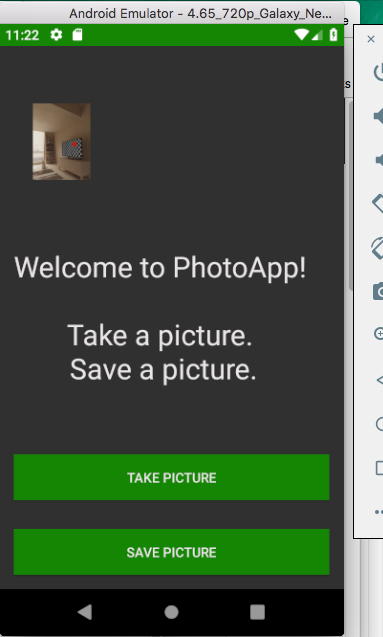 Android Emulator - 4.65_720p_Galaxy_Ne...
11:22
Welcome to PhotoApp!
Take a picture.
Save a picture.
TAKE PICTURE
SAVE PICTURE